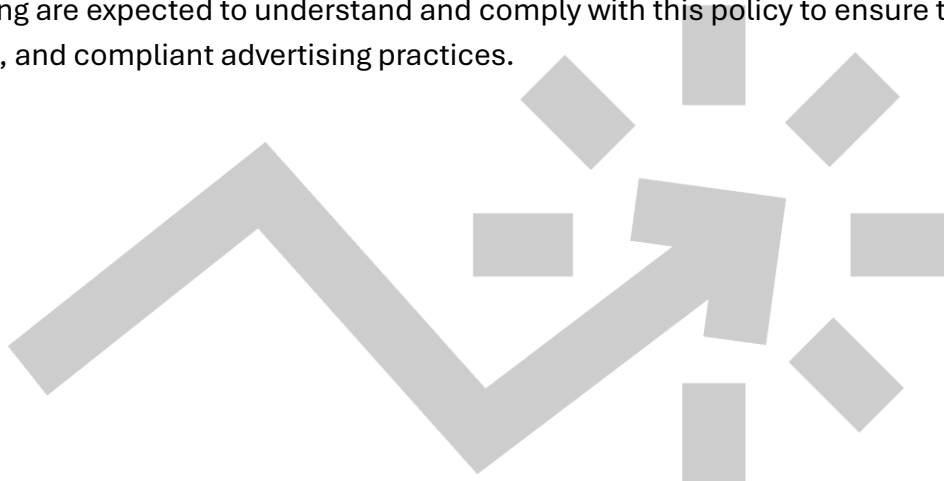 ng are expected to understand and comply with this policy to ensure t
, and compliant advertising practices.